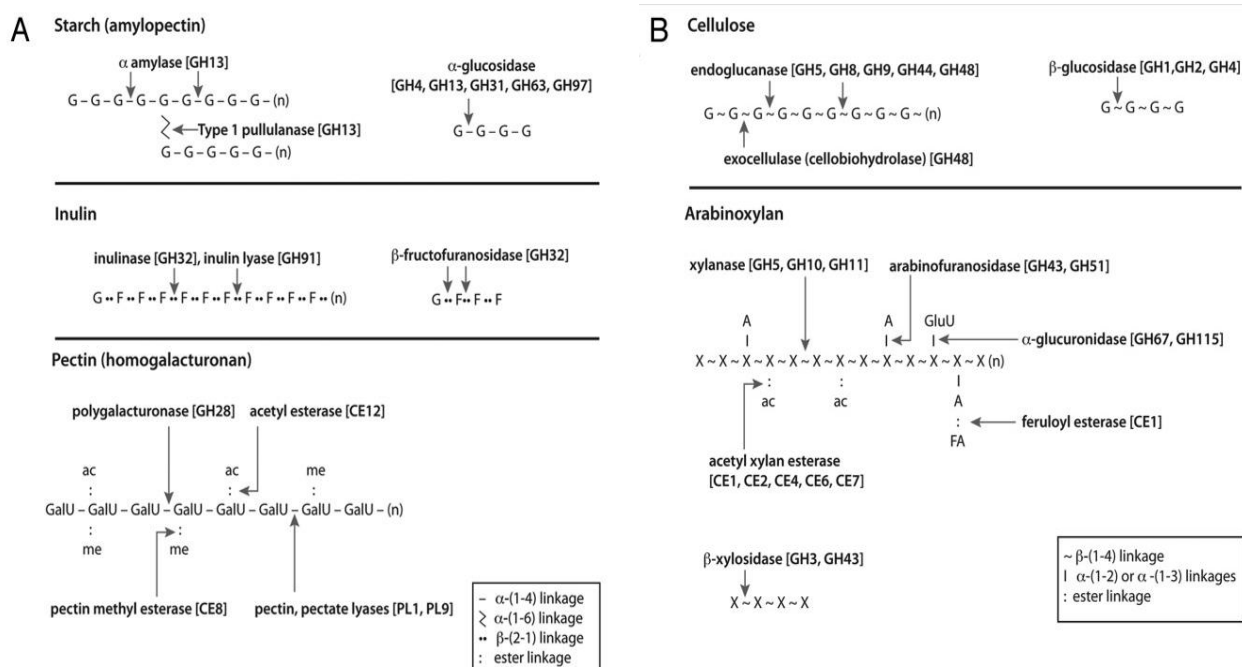 A
Starch (amylopectin)
α amylase [GH13]
G – G – G – G – G – G – G – G – G – (n)
Type 1 pullulanase [GH13]
G – G – G – G – G – (n)
α-glucosidase
[GH4, GH13, GH31, GH63, GH97]
G – G – G – G
Inulin
inulinase [GH32], inulin lyase [GH91]
G •• F •• F •• F •• F •• F •• F •• F •• F •• F •• F •• (n)
β-fructofuranosidase [GH32]
G •• F •• F •• F
Pectin (homogalacturonan)
polygalacturonase [GH28]
acetyl esterase [CE12]
ac
ac
me
:
:
:
GalU – GalU – GalU – GalU – GalU – GalU – GalU – GalU – (n)
:
:
me
me
pectin methyl esterase [CE8]
pectin, pectate lyases [PL1, PL9]
– α-(1-4) linkage
α-(1-6) linkage
•• β-(2-1) linkage
: ester linkage
B
Cellulose
endoglucanase [GH5, GH8, GH9, GH44, GH48]
G ~ G ~ G ~ G ~ G ~ G ~ G ~ G ~ G ~ (n)
exocellulase (cellobiohydrolase) [GH48]
β-glucosidase [GH1,GH2, GH4]
G ~ G ~ G ~ G
Arabinoxylan
xylanase [GH5, GH10, GH11]
arabinofuranosidase [GH43, GH51]
A
A
GluU
α-glucuronidase [GH67, GH115]
X ~ X ~ X ~ X ~ X ~ X ~ X ~ X ~ X ~ X ~ X ~ X ~ X (n)
:
:
ac
ac
A
:
FA
feruloyl esterase [CE1]
acetyl xylan esterase
[CE1, CE2, CE4, CE6, CE7]
β-xylosidase [GH3, GH43]
X ~ X ~ X ~ X
~ β-(1-4) linkage
I α-(1-2) or α -(1-3) linkages
: ester linkage